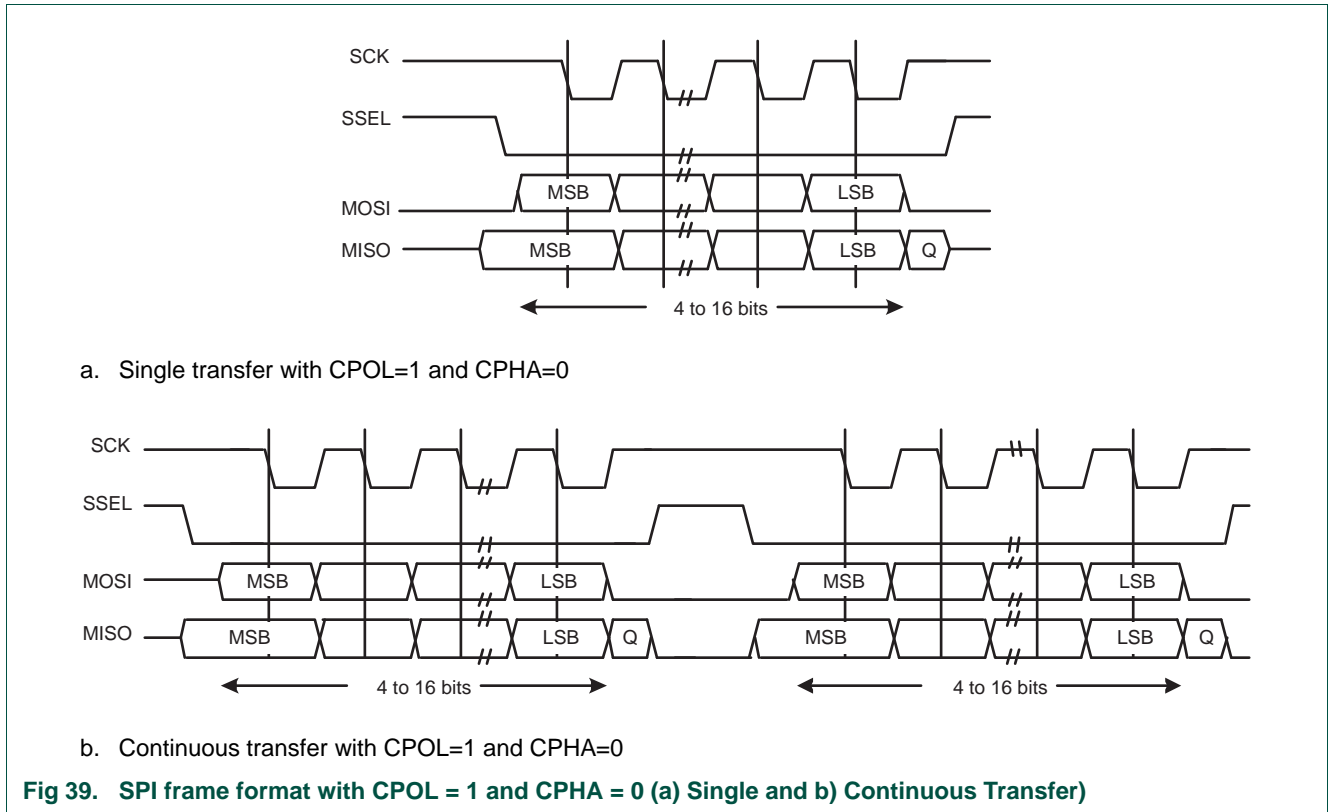 SCK
SSEL
MOSI MSB LSB
MISO MSB LSB Q
4 to 16 bits
a. Single transfer with CPOL=1 and CPHA=0
SCK
SSEL
MOSI MSB LSB MSB LSB
MISO MSB LSB Q MSB LSB Q
4 to 16 bits 4 to 16 bits
b. Continuous transfer with CPOL=1 and CPHA=0
Fig 39. SPI frame format with CPOL = 1 and CPHA = 0 (a) Single and b) Continuous Transfer)